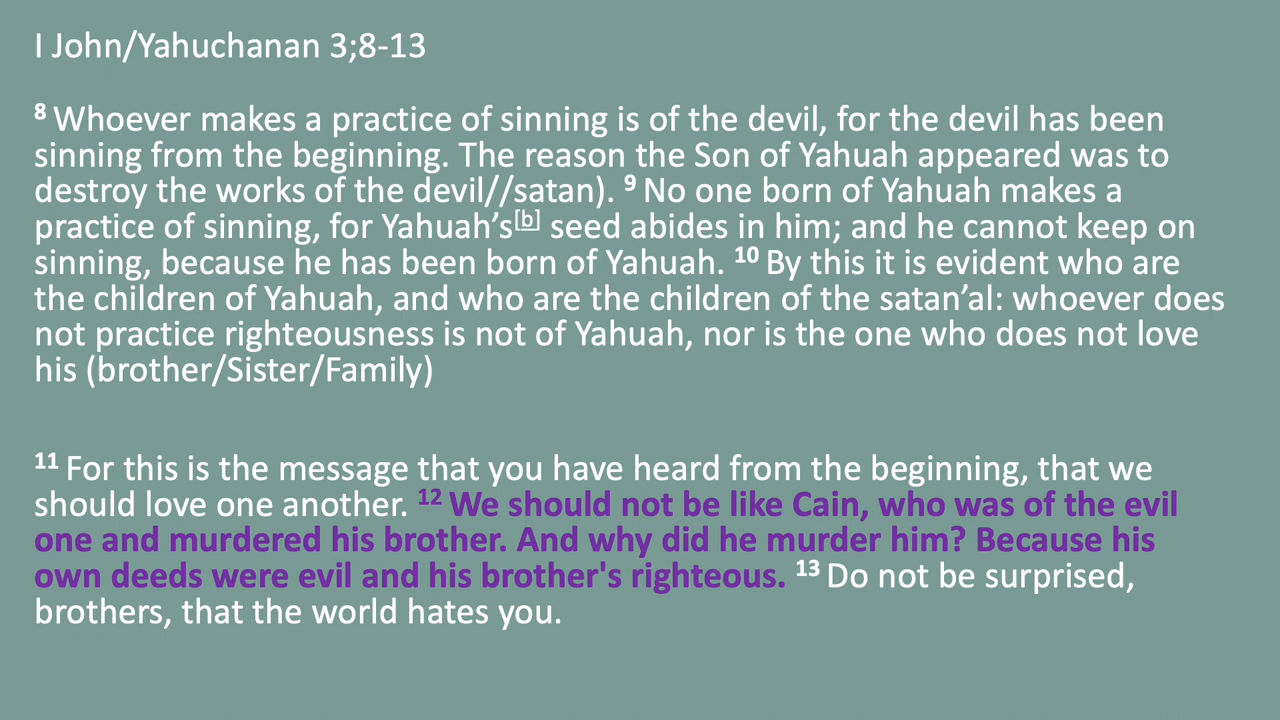 I John/Yahuchanan 3;8-13
8 Whoever makes a practice of sinning is of the devil, for the devil has been
sinning from the beginning. The reason the Son of Yahuah appeared was to
destroy the works of the devil//satan). 9 No one born of Yahuah makes a
practice of sinning, for Yahuah’s[b] seed abides in him; and he cannot keep on
sinning, because he has been born of Yahuah. 10 By this it is evident who are
the children of Yahuah, and who are the children of the satan’al: whoever does
not practice righteousness is not of Yahuah, nor is the one who does not love
his (brother/Sister/Family)
11 For this is the message that you have heard from the beginning, that we
should love one another. 12 We should not be like Cain, who was of the evil
one and murdered his brother. And why did he murder him? Because his
own deeds were evil and his brother's righteous. 13 Do not be surprised,
brothers, that the world hates you.